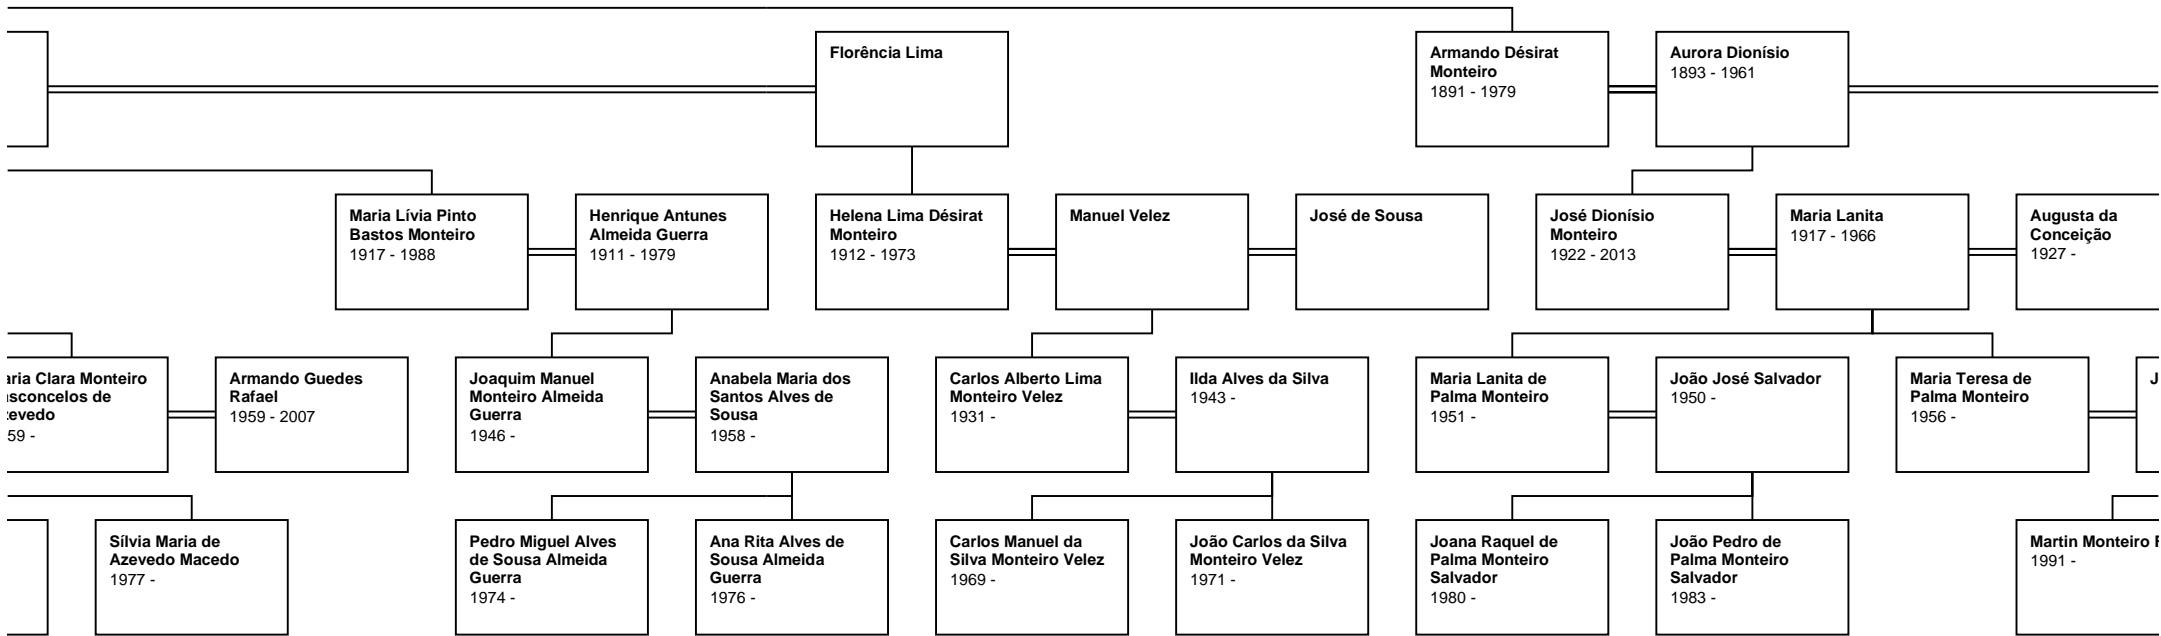 Florência Lima
Armando Désirat
Monteiro
1891 - 1979
Aurora Dionísio
1893 - 1961
Maria Lívia Pinto
Bastos Monteiro
1917 - 1988
Henrique Antunes
Almeida Guerra
1911 - 1979
Helena Lima Désirat
Monteiro
1912 - 1973
Manuel Velez
José de Sousa
José Dionísio
Monteiro
1922 - 2013
Maria Lanita
1917 - 1966
Augusta da
Conceição
1927 -
Clara Monteiro
de
59 -
Armando Guedes
Rafael
1959 - 2007
Joaquim Manuel
Monteiro Almeida
Guerra
1946 -
Anabela Maria dos
Santos Alves de
Sousa
1958 -
Carlos Alberto Lima
Monteiro Velez
1931 -
Ilda Alves da Silva
1943 -
Maria Lanita de
Palma Monteiro
1951 -
João José Salvador
1950 -
Maria Teresa de
Palma Monteiro
1956 -
Sílvia Maria de
Azevedo Macedo
1977 -
Pedro Miguel Alves
de Sousa Almeida
Guerra
1974 -
Ana Rita Alves de
Sousa Almeida
Guerra
1976 -
Carlos Manuel da
Silva Monteiro Velez
1969 -
João Carlos da Silva
Monteiro Velez
1971 -
Joana Raquel de
Palma Monteiro
Salvador
1980 -
João Pedro de
Palma Monteiro
Salvador
1983 -
Martin Monteiro
1991 -